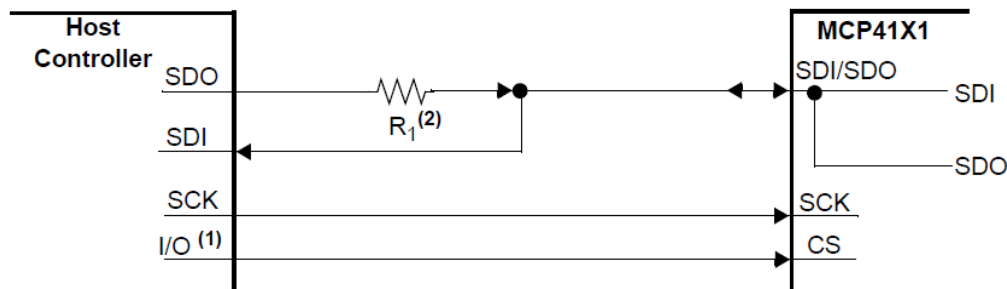 Host
Controller
MCP41X1
SDO
SDI/SDO
SDI
R1(2)
SDI
SDO
SCK
SCK
I/O (1)
CS